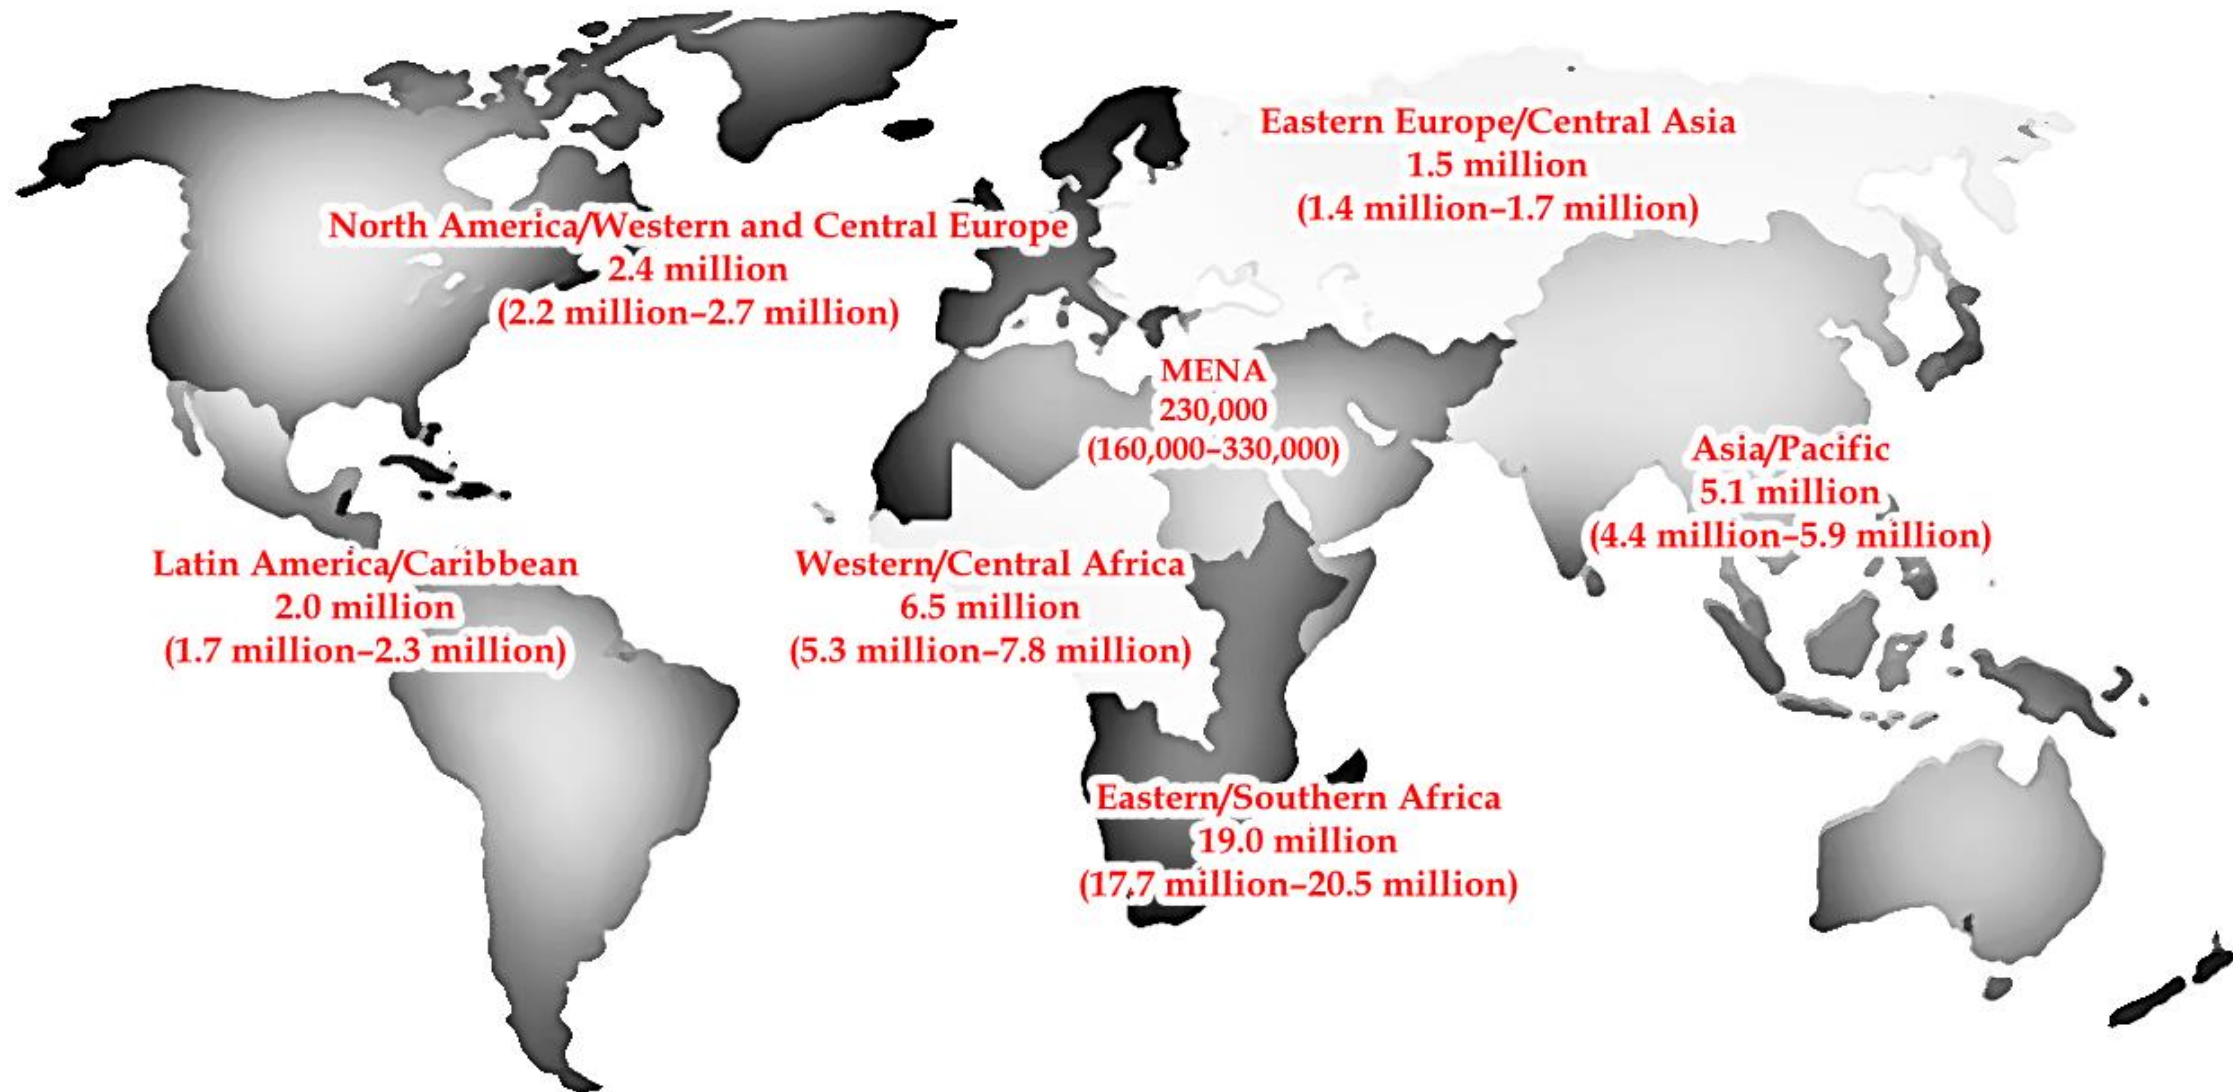 Eastern Europe/Central Asia
1.5 million
(1.4 million–1.7 million)
North America/Western and Central Europe
2.4 million
(2.2 million–2.7 million)
MENA
230,000
(160,000–330,000)
Asia/Pacific
5.1 million
(4.4 million–5.9 million)
Latin America/Caribbean
2.0 million
(1.7 million–2.3 million)
Western/Central Africa
6.5 million
(5.3 million–7.8 million)
Eastern/Southern Africa
19.0 million
(17.7 million–20.5 million)